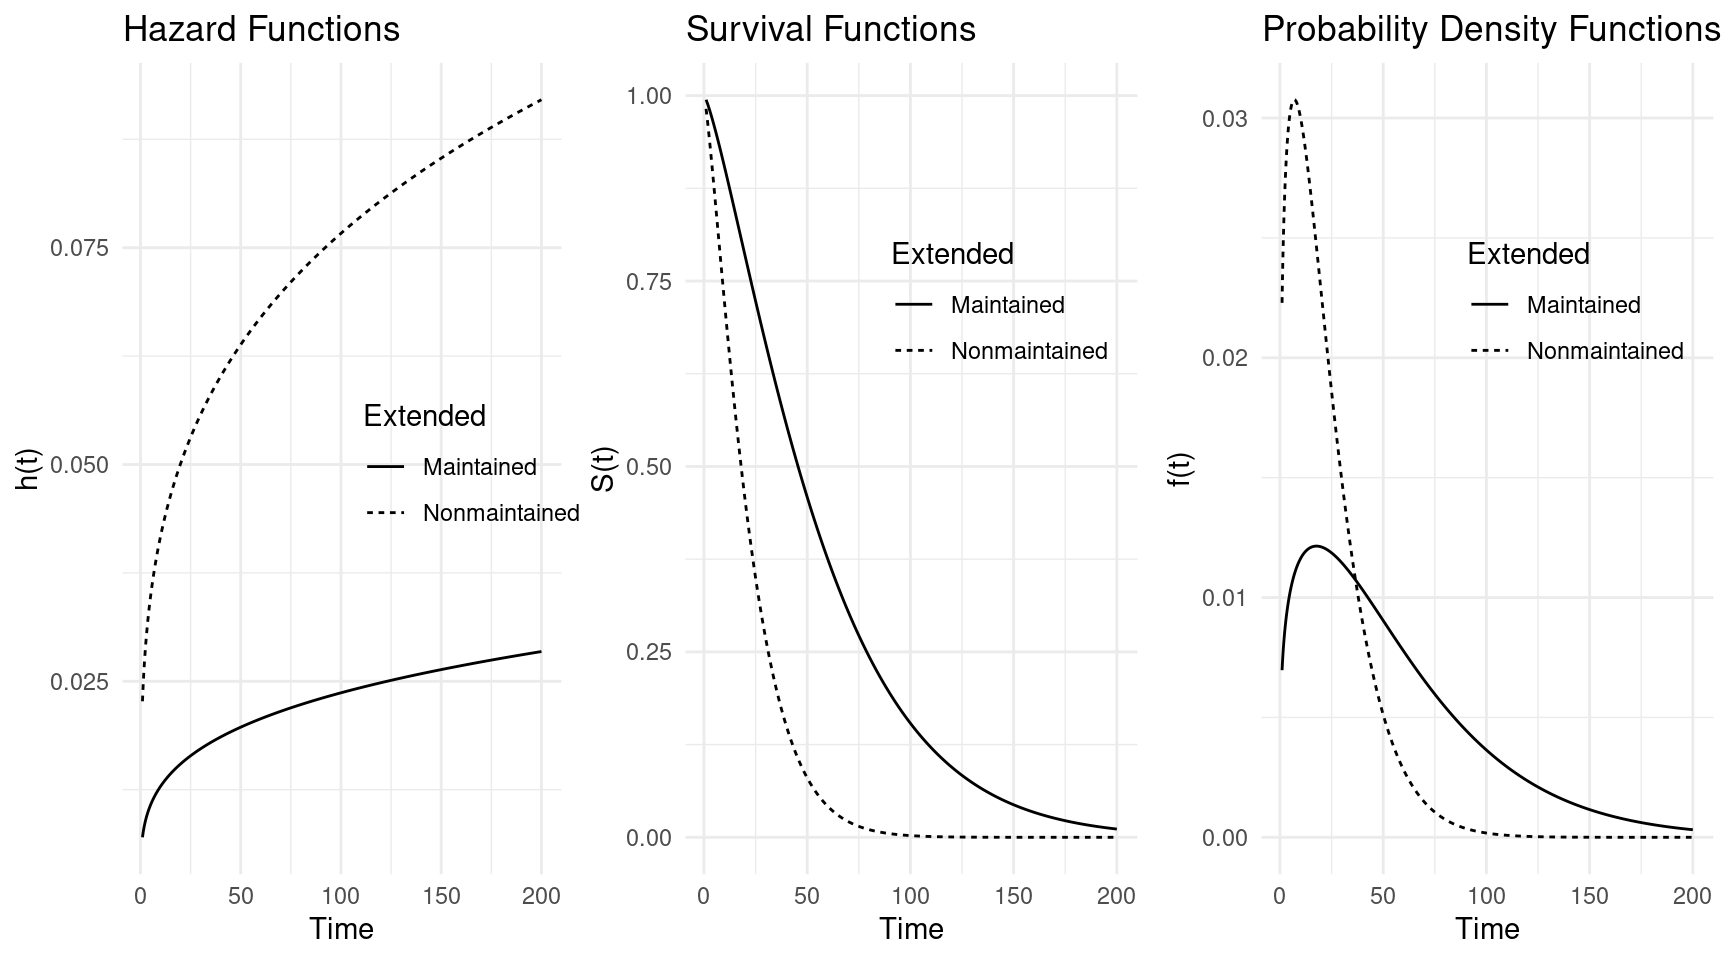 Hazard Functions
h(t)
0.075
0.050
0.025
Extended
Maintained
Nonmaintained
0 50 100 150 200
Time
Survival Functions
S(t)
1.00
0.75
0.50
0.25
0.00
Extended
Maintained
Nonmaintained
0 50 100 150 200
Time
Probability Density Functions
f(t)
0.03
0.02
0.01
0.00
Extended
Maintained
Nonmaintained
0 50 100 150 200
Time